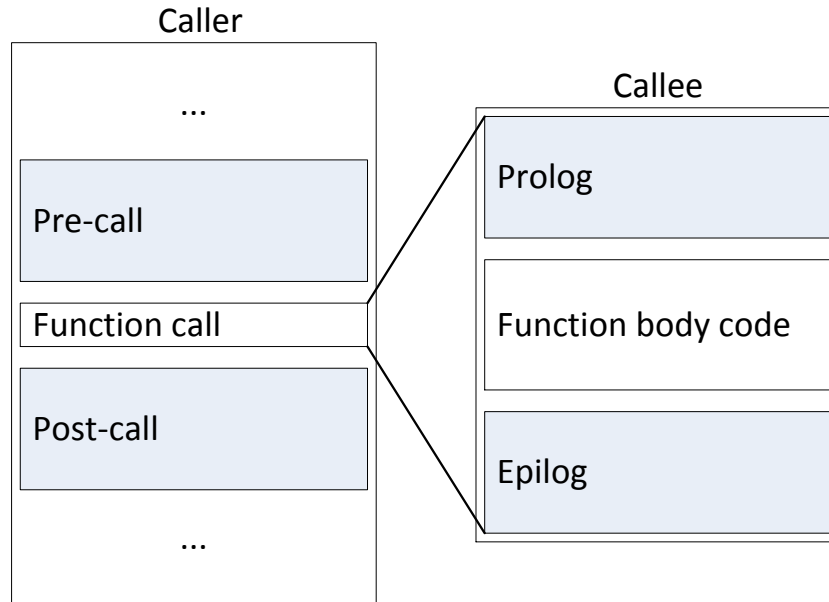 Caller
...
Pre-call
Function call
Post-call
...
Callee
Prolog
Function body code
Epilog